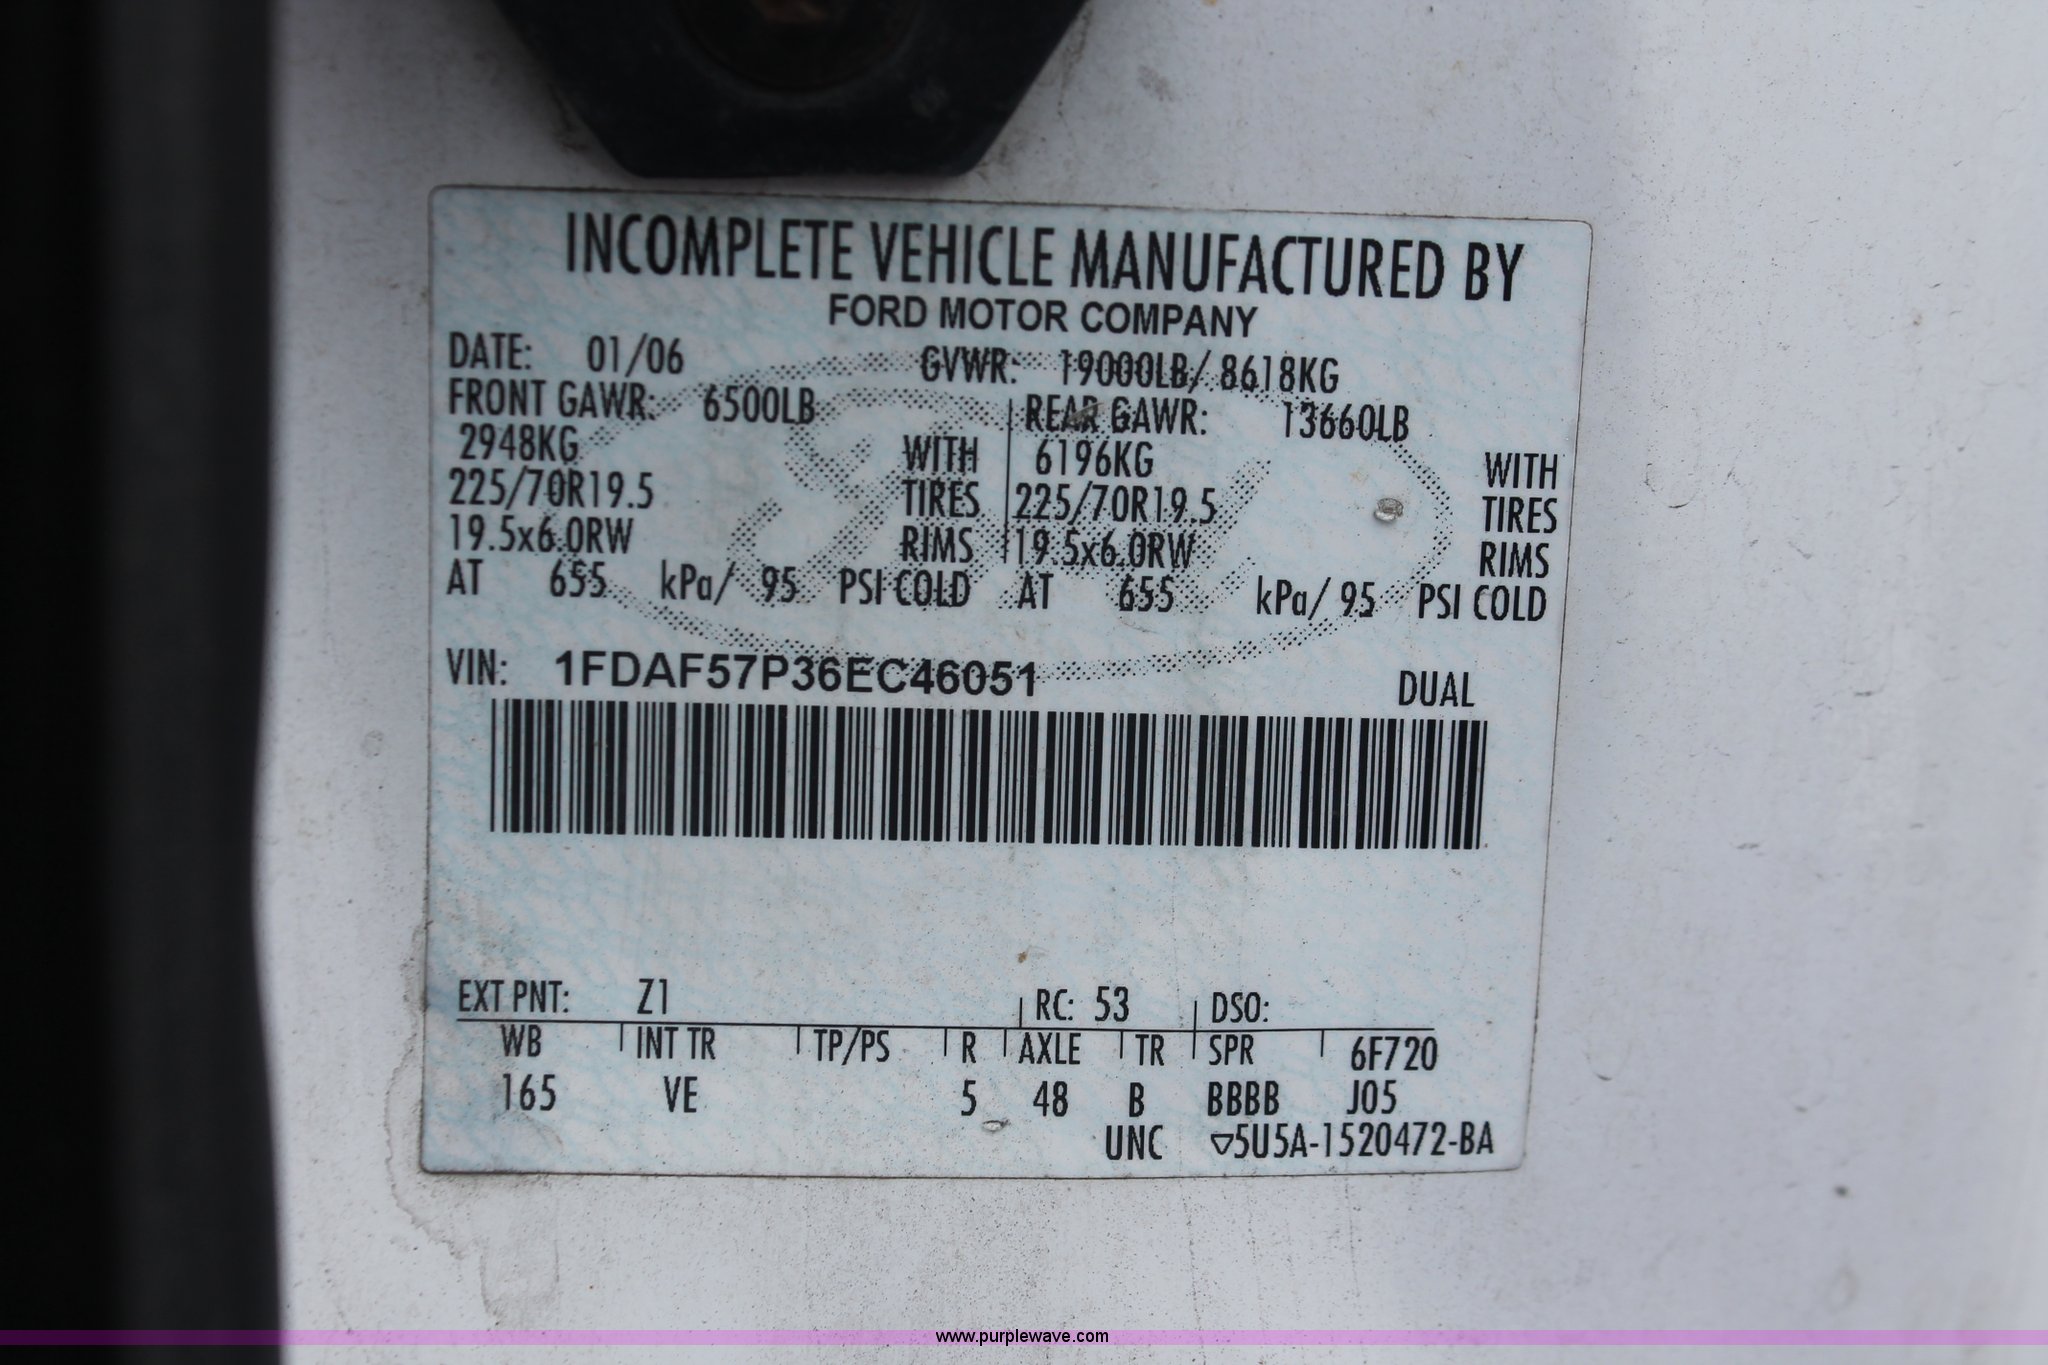 INCOMPLETE VEHICLE MANUFACTURED BY
FORD MOTOR COMPANY
DATE: 01/06 GVWR: 19000LB/ 8618KG
FRONT GAWR: 6500LB REAR GAWR: 13660LB
2948KG WITH 6196KG WITH
225/70R19.5 TIRES 225/70R19.5 TIRES
19.5x6.0RW RIMS 19.5x6.0RW RIMS
AT 655 kPa/ 95 PSI COLD AT 655 kPa/ 95 PSI COLD
VIN: 1FDAF57P36EC46051 DUAL
EXT PNT: Z1 RC: 53 DSO:
WB INT TR TP/PS R AXLE TR SPR 6F720
165 VE 5 48 B BBBB J05
UNC ▽5U5A-1520472-BA
www.purplewave.com